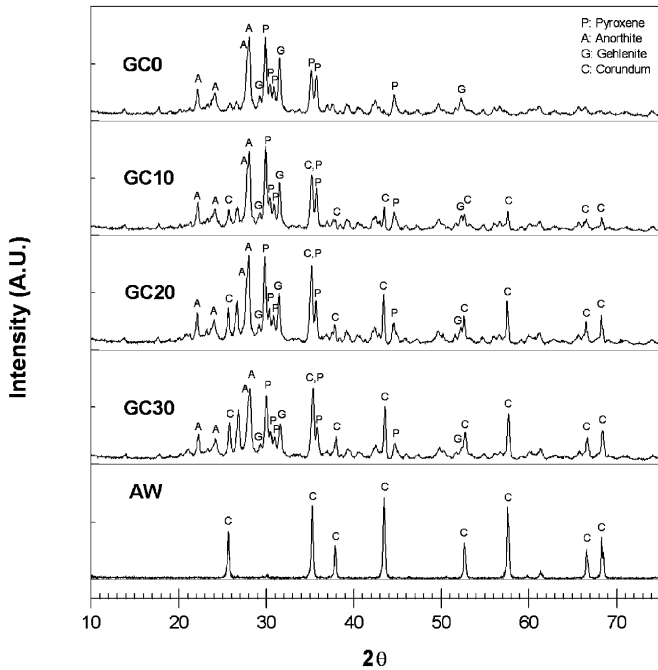 P: Pyroxene
A: Anorthite
G: Gehlenite
C: Corundum
GC0
A A A A G P P P G P P P G
GC10
A A C A A G P P P G C,P P C C P G C C C C
GC20
A A C A A G P P P G C,P P C C P G C C C C
GC30
A A C A A G P P P G C,P P C C P G C C C C
AW
C C C C C C C C
Intensity (A.U.)
10 20 30 40 50 60 70
2θ